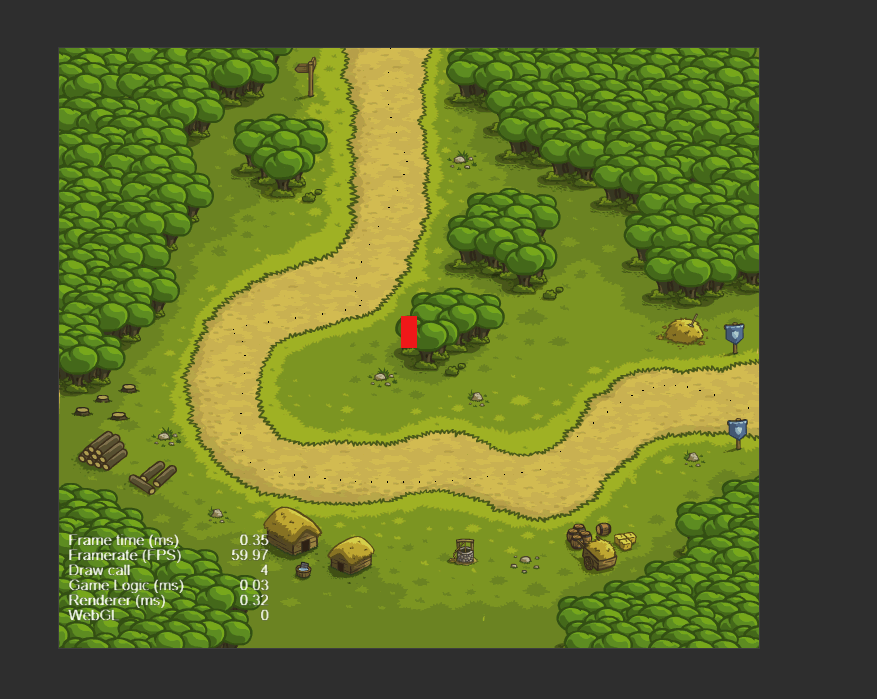 Frame time (ms) 0.35
Framerate (FPS) 59.97
Draw call 4
Game Logic (ms) 0.03
Renderer (ms) 0.32
WebGL 0